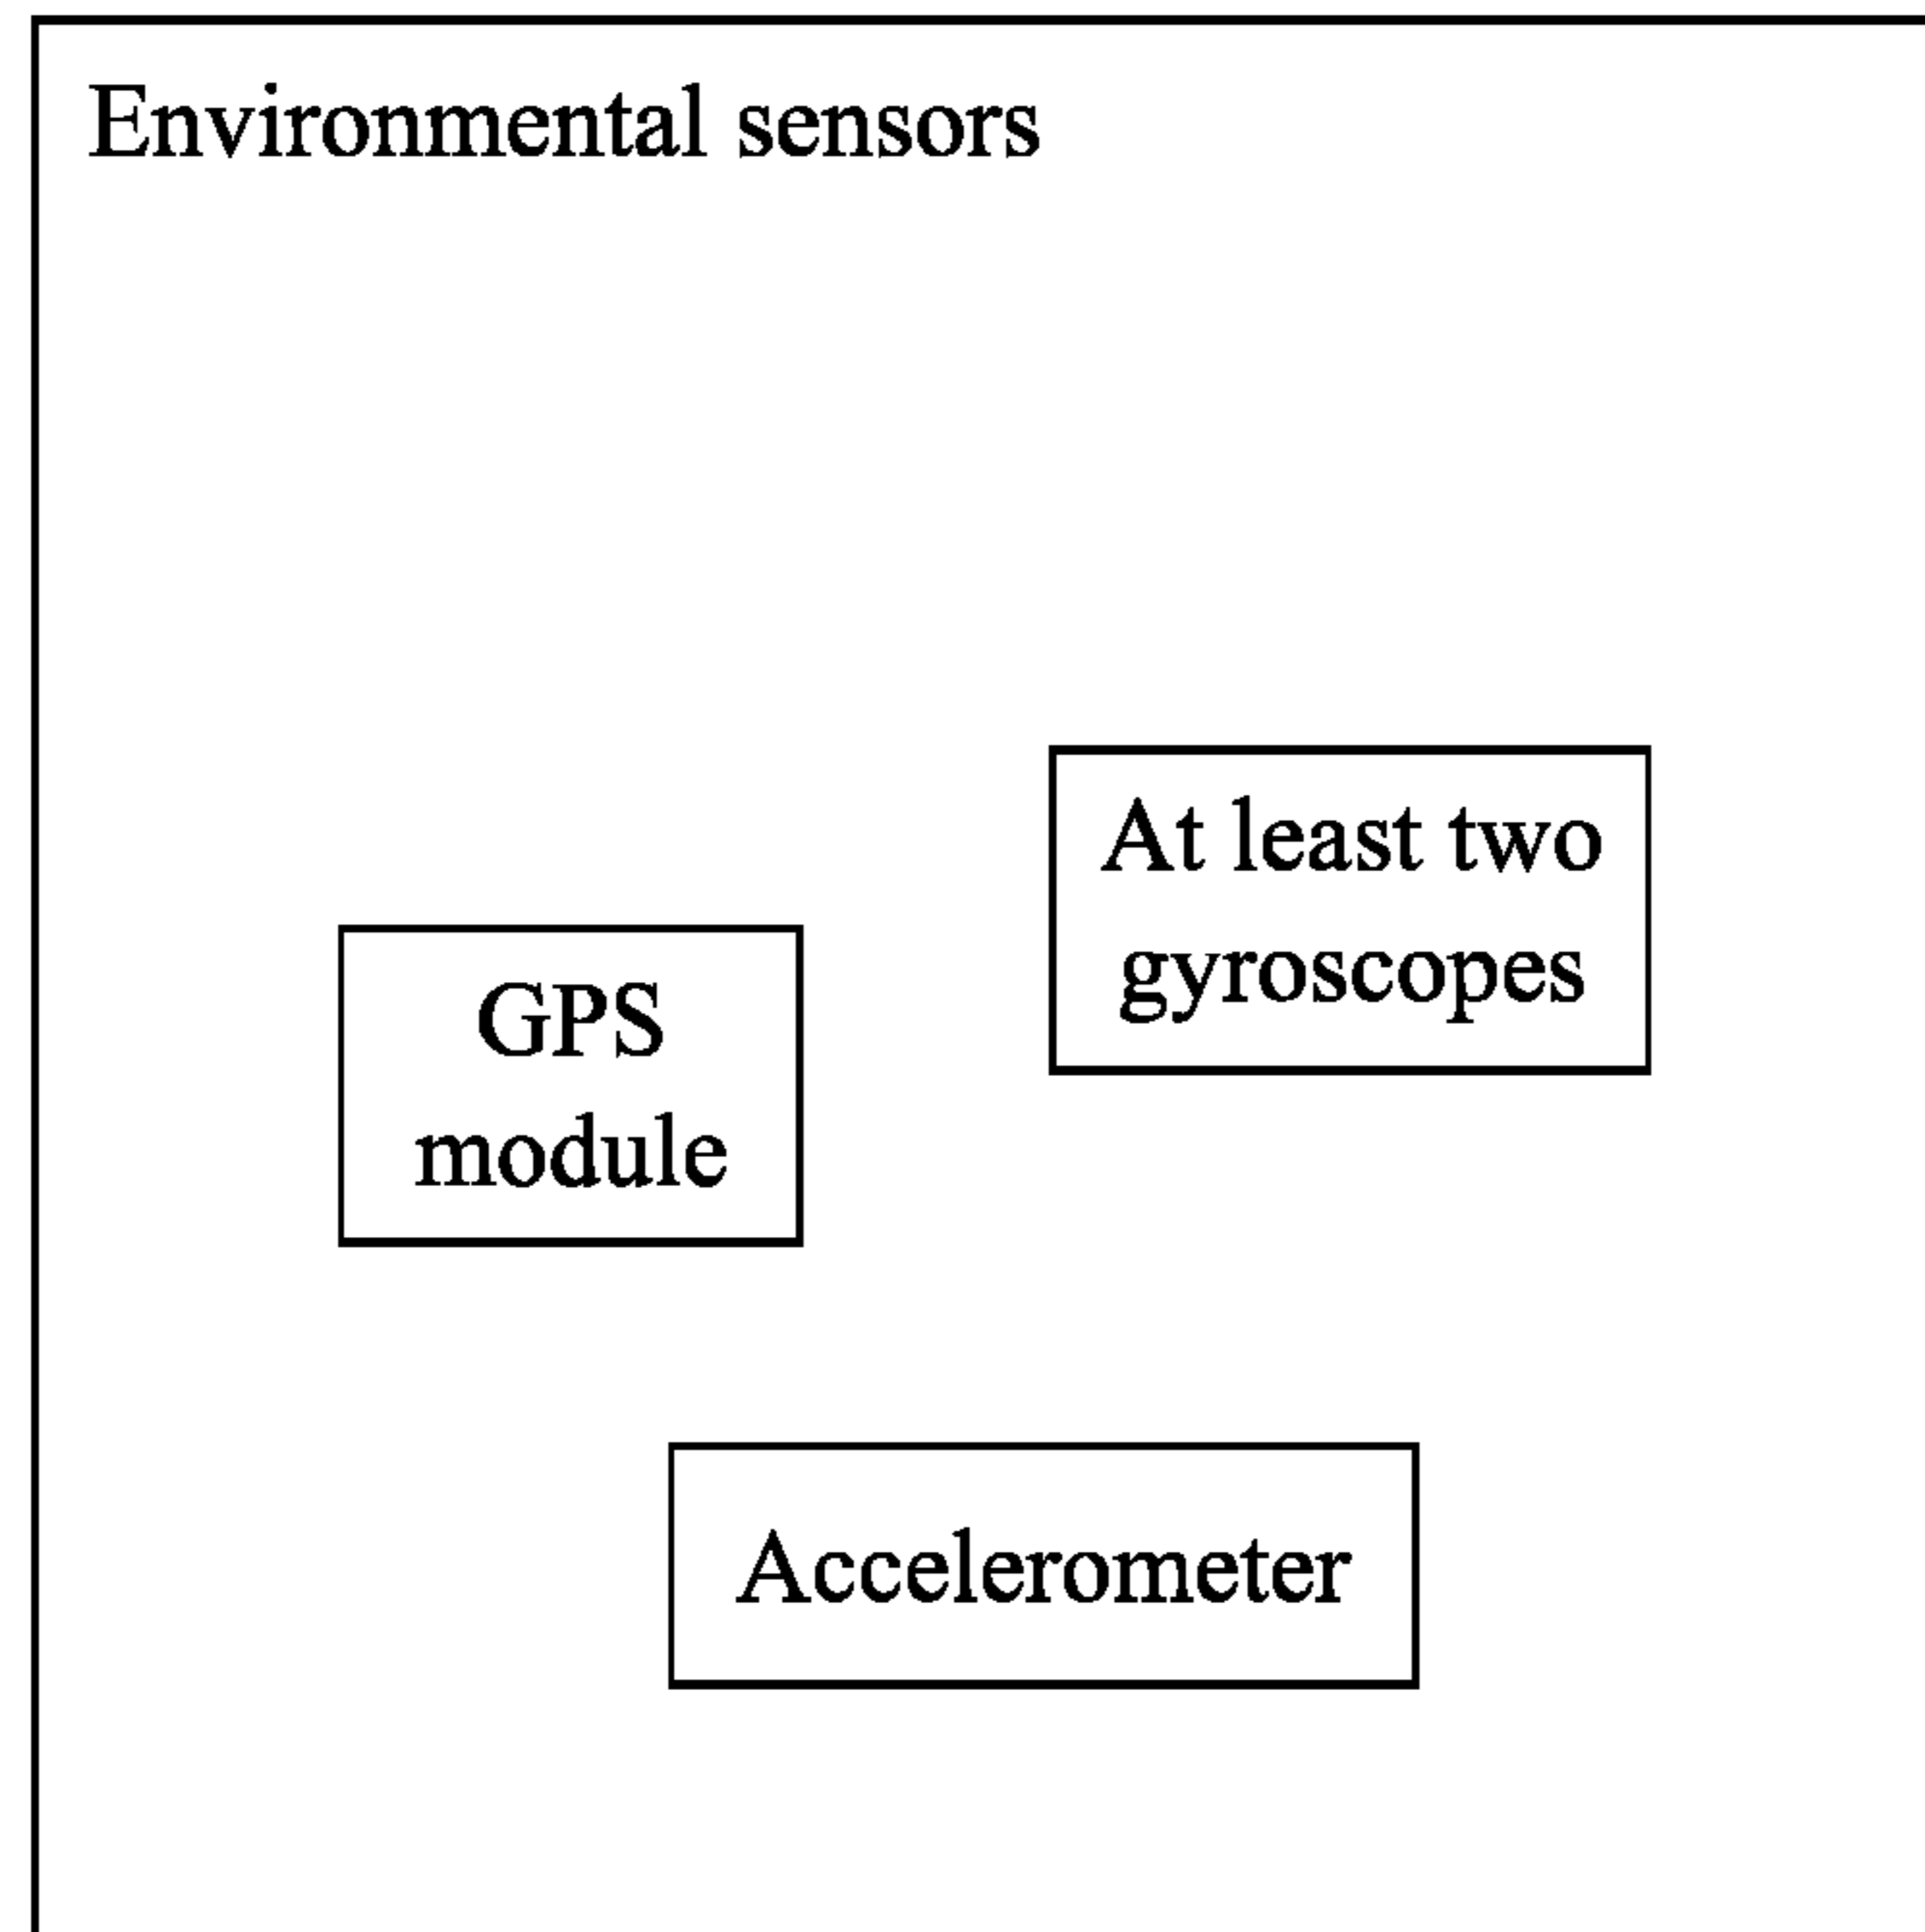 Environmental sensors
At least two
gyroscopes
GPS
module
Accelerometer